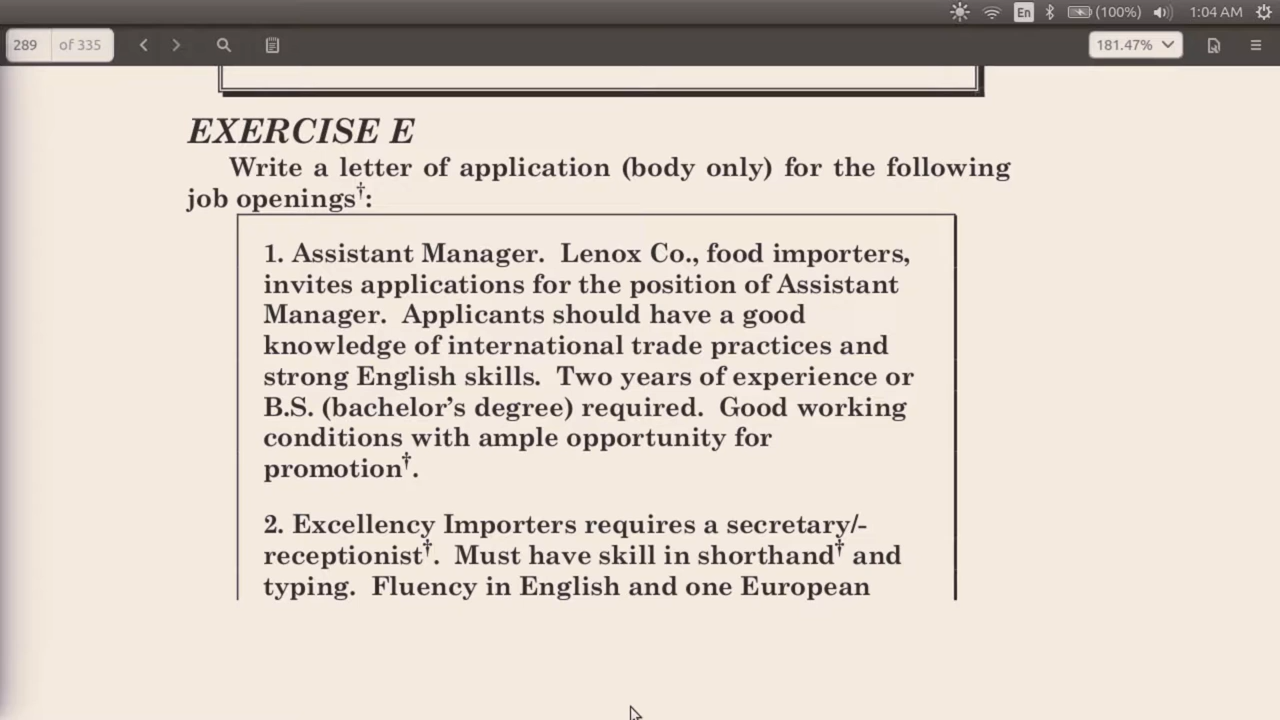 En (100%) 1:04 AM
289 of 335 181.47%
EXERCISE E
Write a letter of application (body only) for the following
job openings†:
1. Assistant Manager. Lenox Co., food importers,
invites applications for the position of Assistant
Manager. Applicants should have a good
knowledge of international trade practices and
strong English skills. Two years of experience or
B.S. (bachelor's degree) required. Good working
conditions with ample opportunity for
promotion†.
2. Excellency Importers requires a secretary/-
receptionist†. Must have skill in shorthand† and
typing. Fluency in English and one European